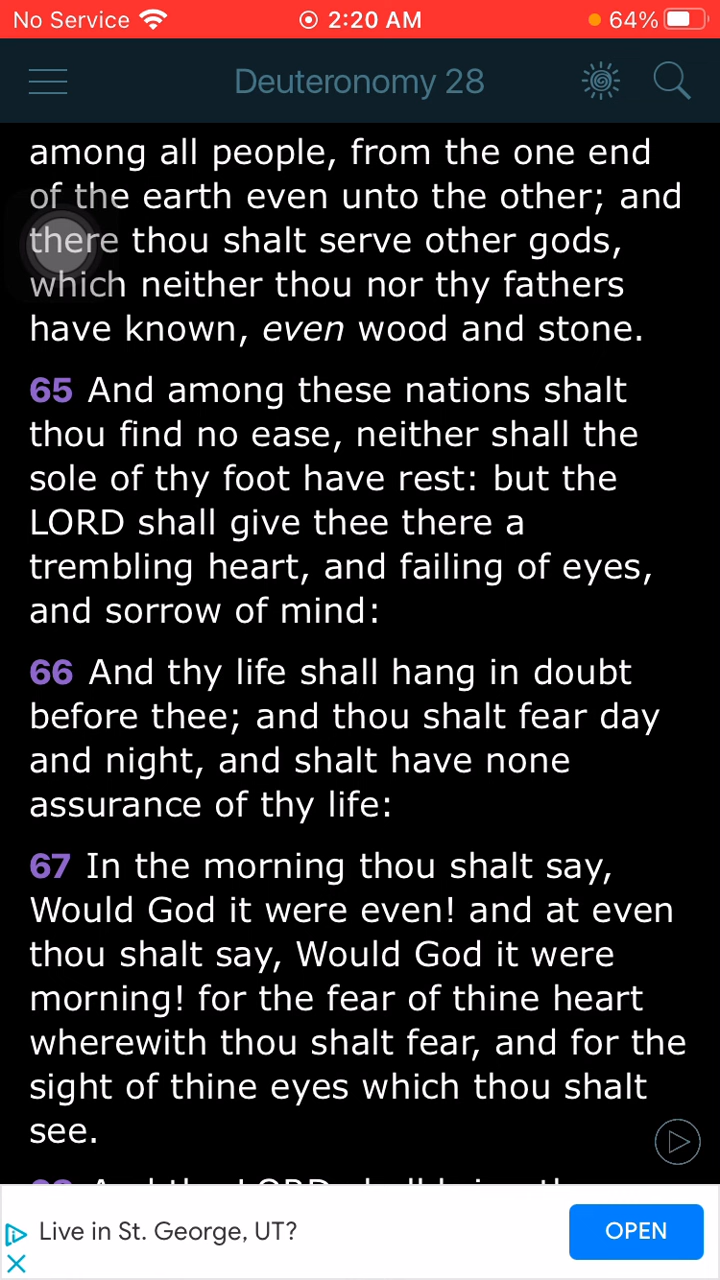 No Service 2:20 AM 64%
Deuteronomy 28
among all people, from the one end
of the earth even unto the other; and
there thou shalt serve other gods,
which neither thou nor thy fathers
have known, even wood and stone.
65 And among these nations shalt
thou find no ease, neither shall the
sole of thy foot have rest: but the
LORD shall give thee there a
trembling heart, and failing of eyes,
and sorrow of mind:
66 And thy life shall hang in doubt
before thee; and thou shalt fear day
and night, and shalt have none
assurance of thy life:
67 In the morning thou shalt say,
Would God it were even! and at even
thou shalt say, Would God it were
morning! for the fear of thine heart
wherewith thou shalt fear, and for the
sight of thine eyes which thou shalt
see.
Live in St. George, UT?
OPEN